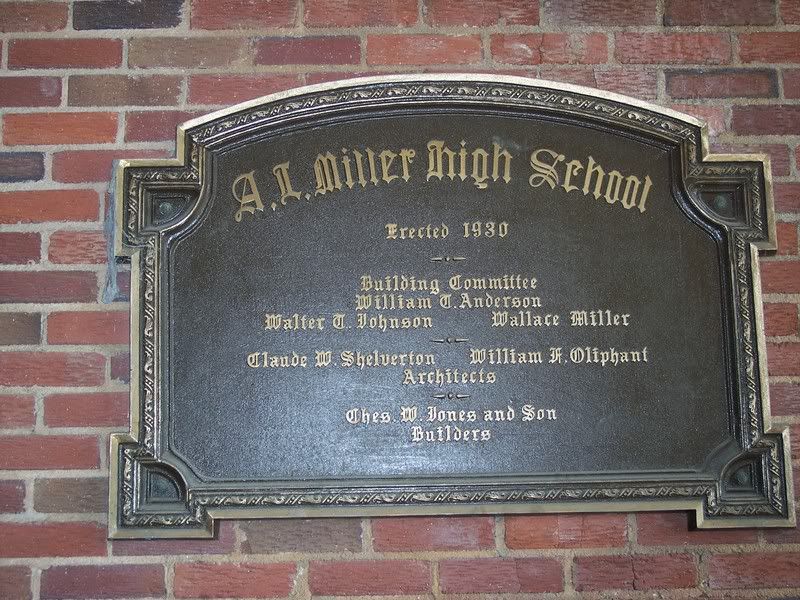 A. L. Miller High School
Erected 1930
Building Committee
William T. Anderson
Walter T. Johnson Wallace Miller
Claude W. Shelverton William F. Oliphant
Architects
Ches. W. Jones and Son
Builders